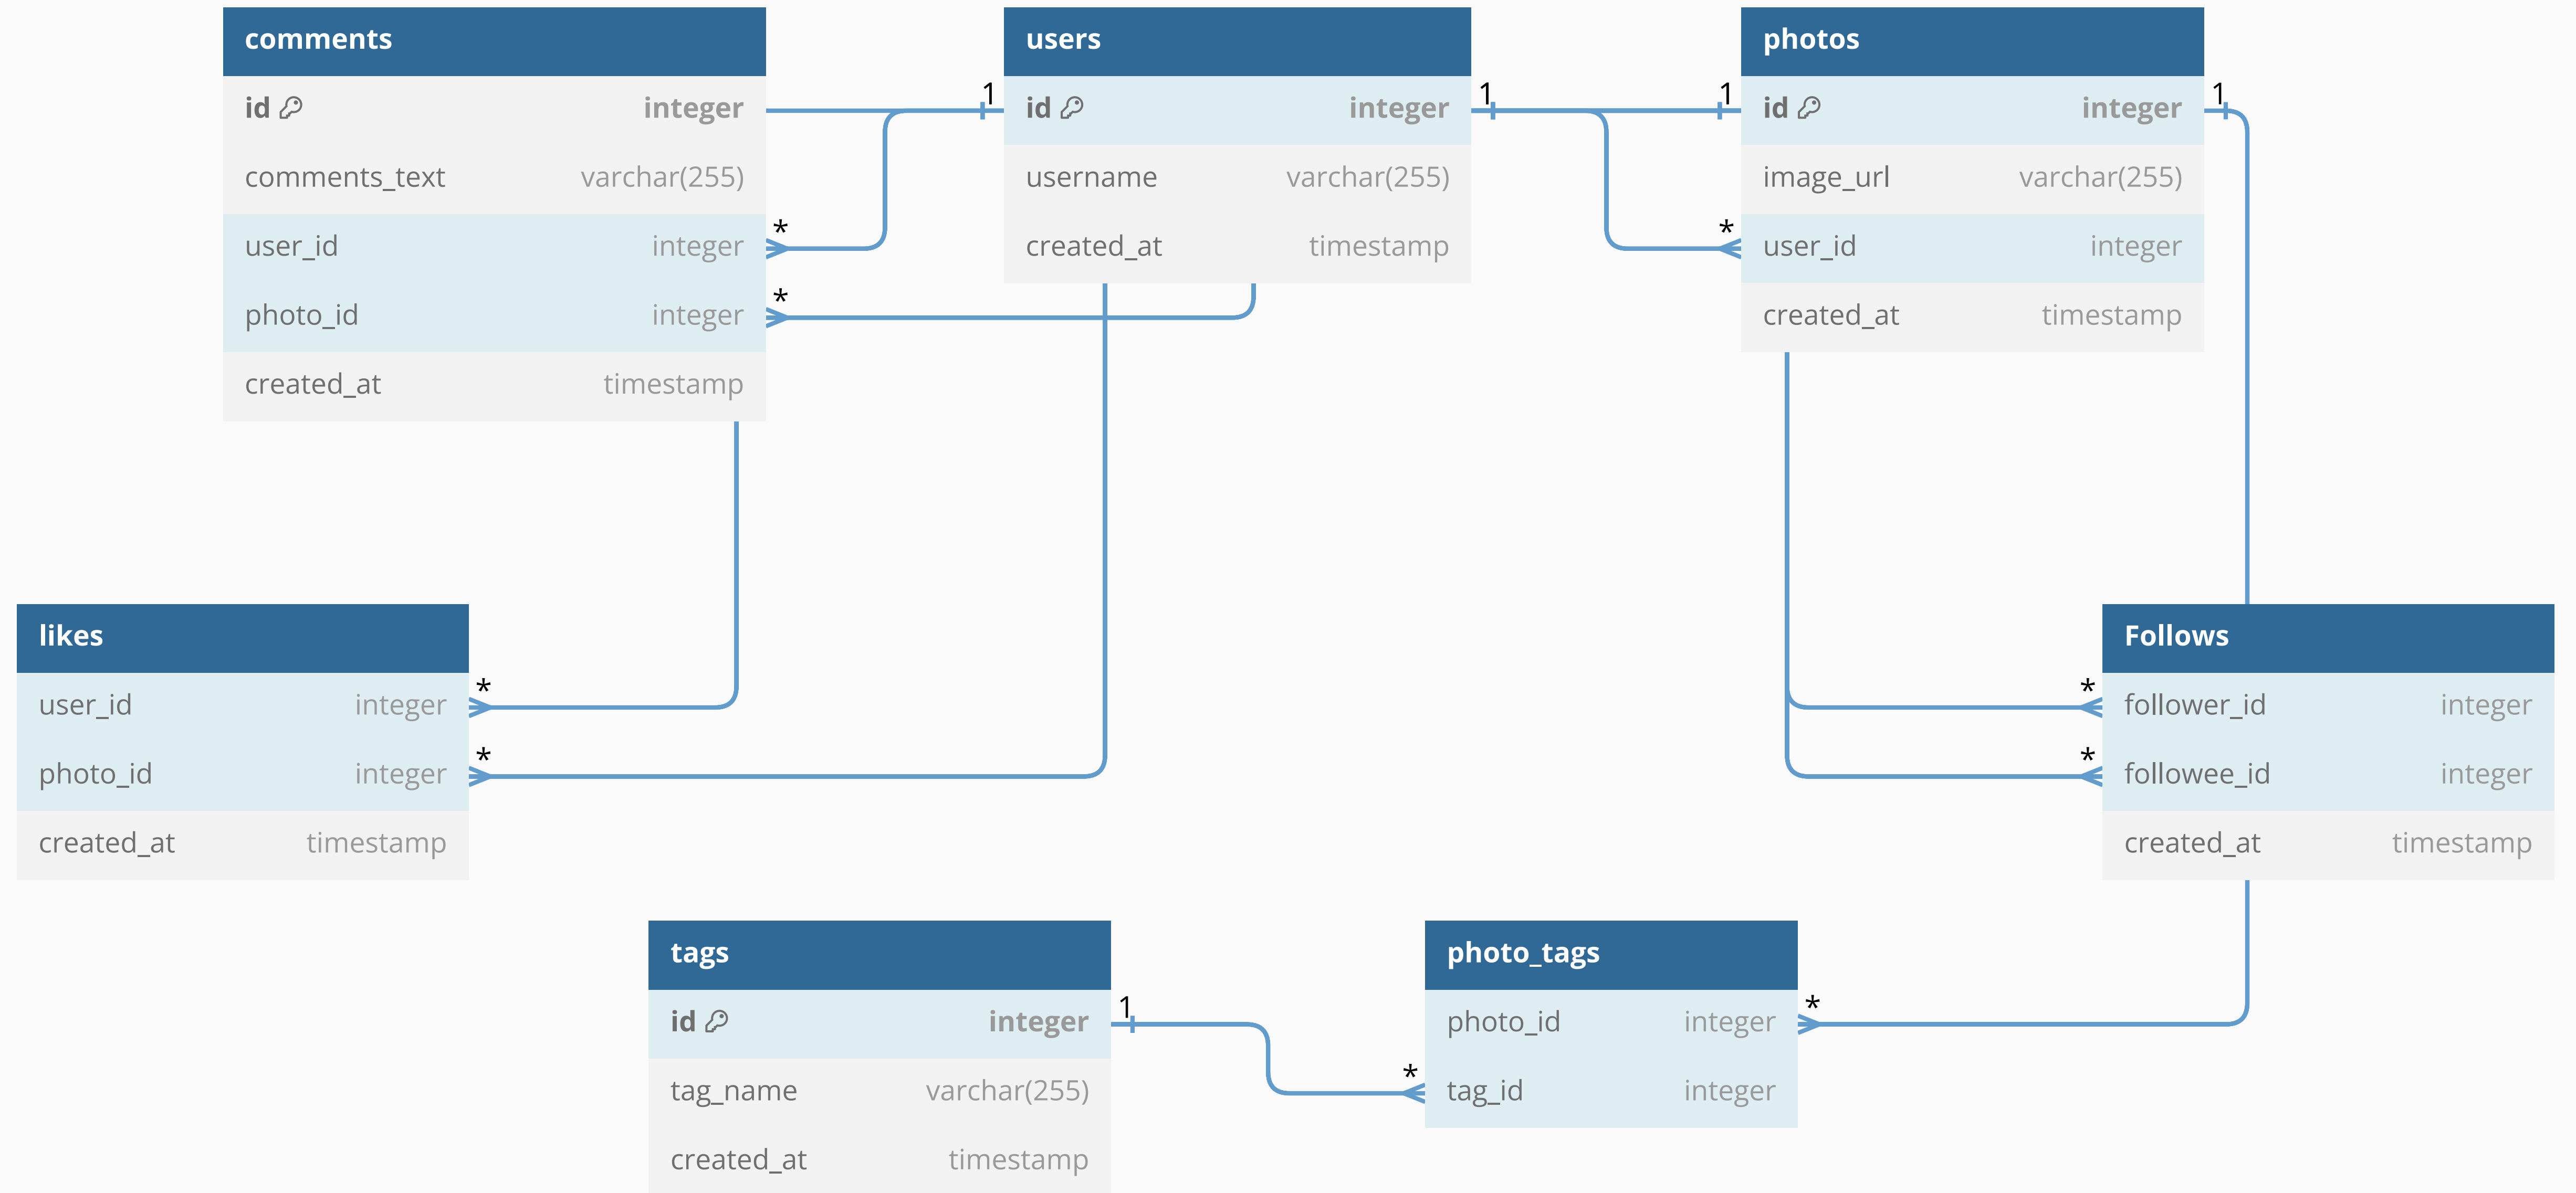 comments
id integer
comments_text varchar(255)
user_id integer
photo_id integer
created_at timestamp
1
*
*
users
id integer
username varchar(255)
created_at timestamp
1
1
*
photos
id integer
image_url varchar(255)
user_id integer
created_at timestamp
1
likes
user_id integer
photo_id integer
created_at timestamp
*
*
*
*
Follows
follower_id integer
followee_id integer
created_at timestamp
tags
id integer
tag_name varchar(255)
created_at timestamp
1
*
photo_tags
photo_id integer
tag_id integer
*